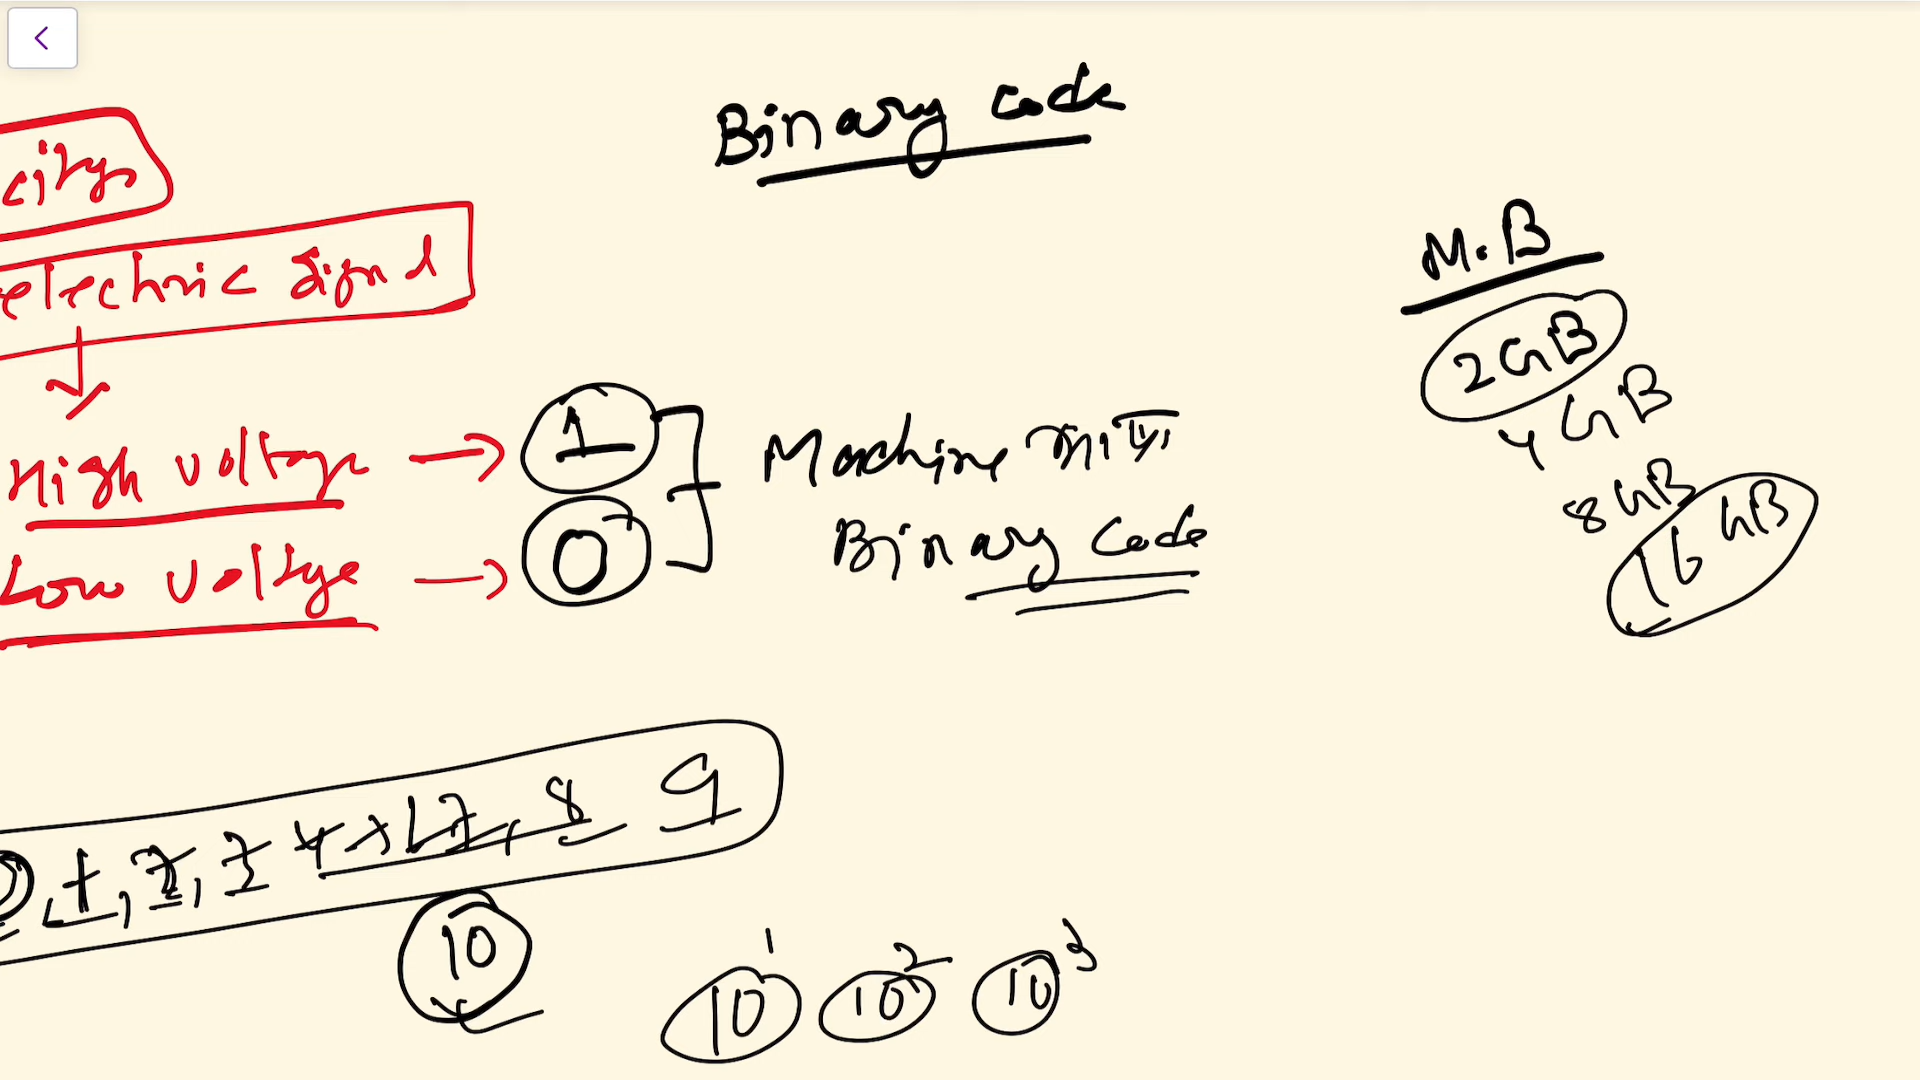 Binary code
city
electric signal
M.B
2GB
4GB
8GB
16GB
High voltage → 1
Low voltage → 0
Machine
Binary Code
0, 1, 2, 3 4 5 6 7, 8 9
10
10¹ 10² 10³